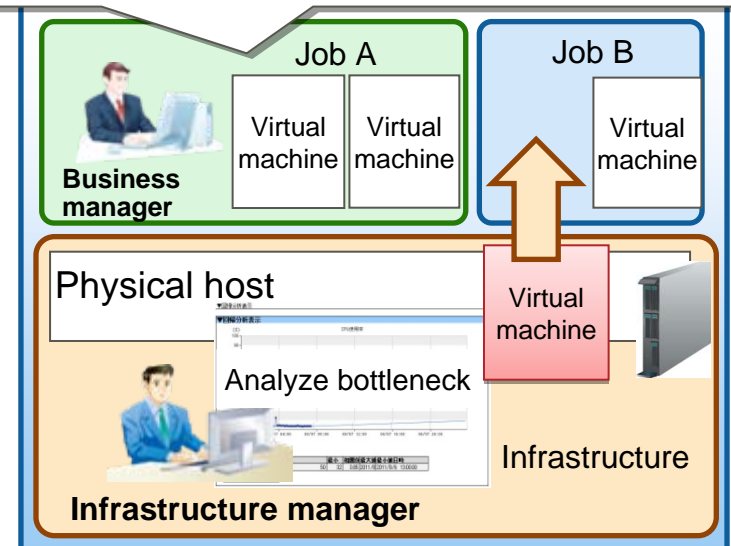 Job A
Job B
Virtual
machine
Virtual
machine
Virtual
machine
Business
manager
Physical host
Virtual
machine
Analyze bottleneck
Infrastructure
Infrastructure manager